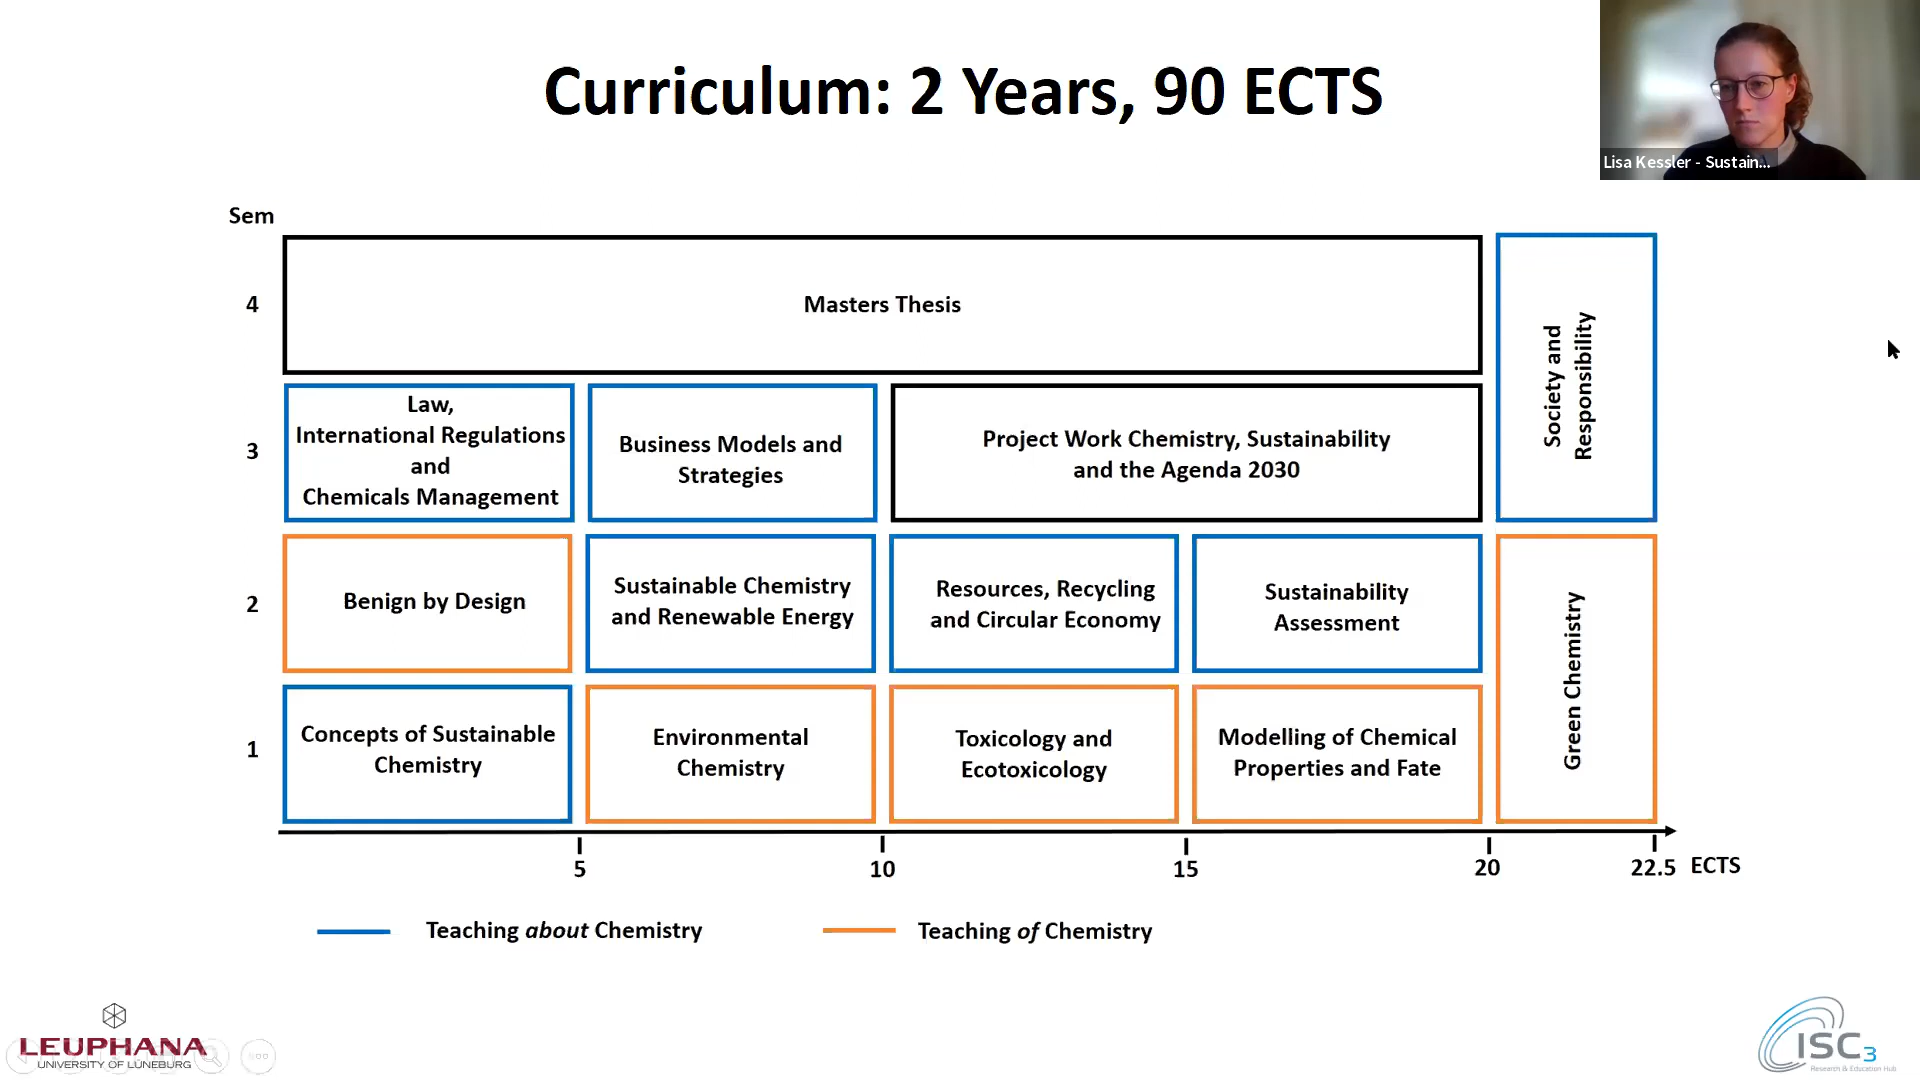 Curriculum: 2 Years, 90 ECTS
Lisa Kessler - Sustain...
Sem
4
Masters Thesis
Society and
Responsibility
3
Law,
International Regulations
and
Chemicals Management
Business Models and
Strategies
Project Work Chemistry, Sustainability
and the Agenda 2030
2
Benign by Design
Sustainable Chemistry
and Renewable Energy
Resources, Recycling
and Circular Economy
Sustainability
Assessment
Green Chemistry
1
Concepts of Sustainable
Chemistry
Environmental
Chemistry
Toxicology and
Ecotoxicology
Modelling of Chemical
Properties and Fate
5
10
15
20
22.5
ECTS
Teaching about Chemistry
Teaching of Chemistry
LEUPHANA
UNIVERSITY OF LÜNEBURG
ISC3
Research & Education Hub